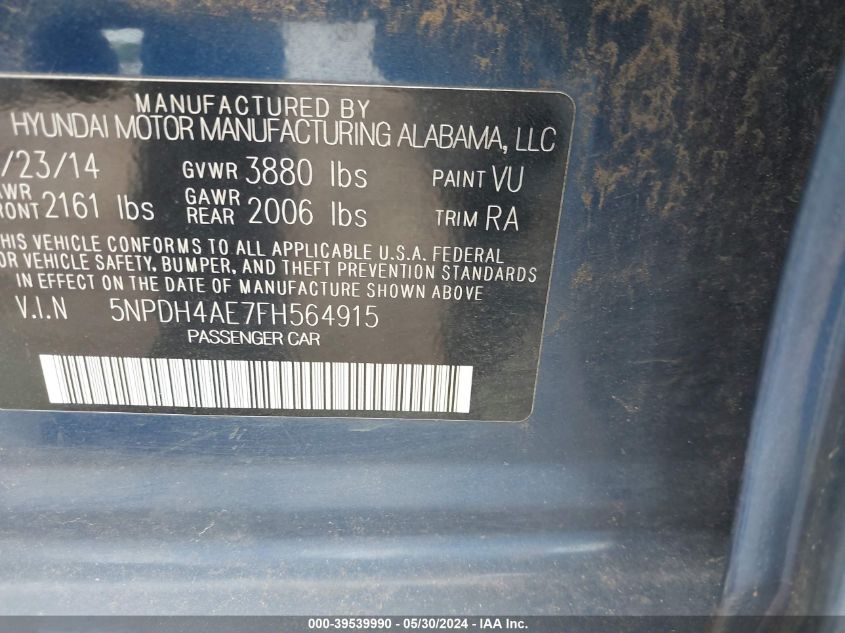 MANUFACTURED BY
HYUNDAI MOTOR MANUFACTURING ALABAMA, LLC
/23/14 GVWR 3880 lbs PAINT VU
WR
RONT 2161 lbs GAWR REAR 2006 lbs TRIM RA
HIS VEHICLE CONFORMS TO ALL APPLICABLE U.S.A. FEDERAL
OR VEHICLE SAFETY, BUMPER, AND THEFT PREVENTION STANDARDS
IN EFFECT ON THE DATE OF MANUFACTURE SHOWN ABOVE
V.I.N 5NPDH4AE7FH564915
PASSENGER CAR
000-39539990 - 05/30/2024 - IAA Inc.